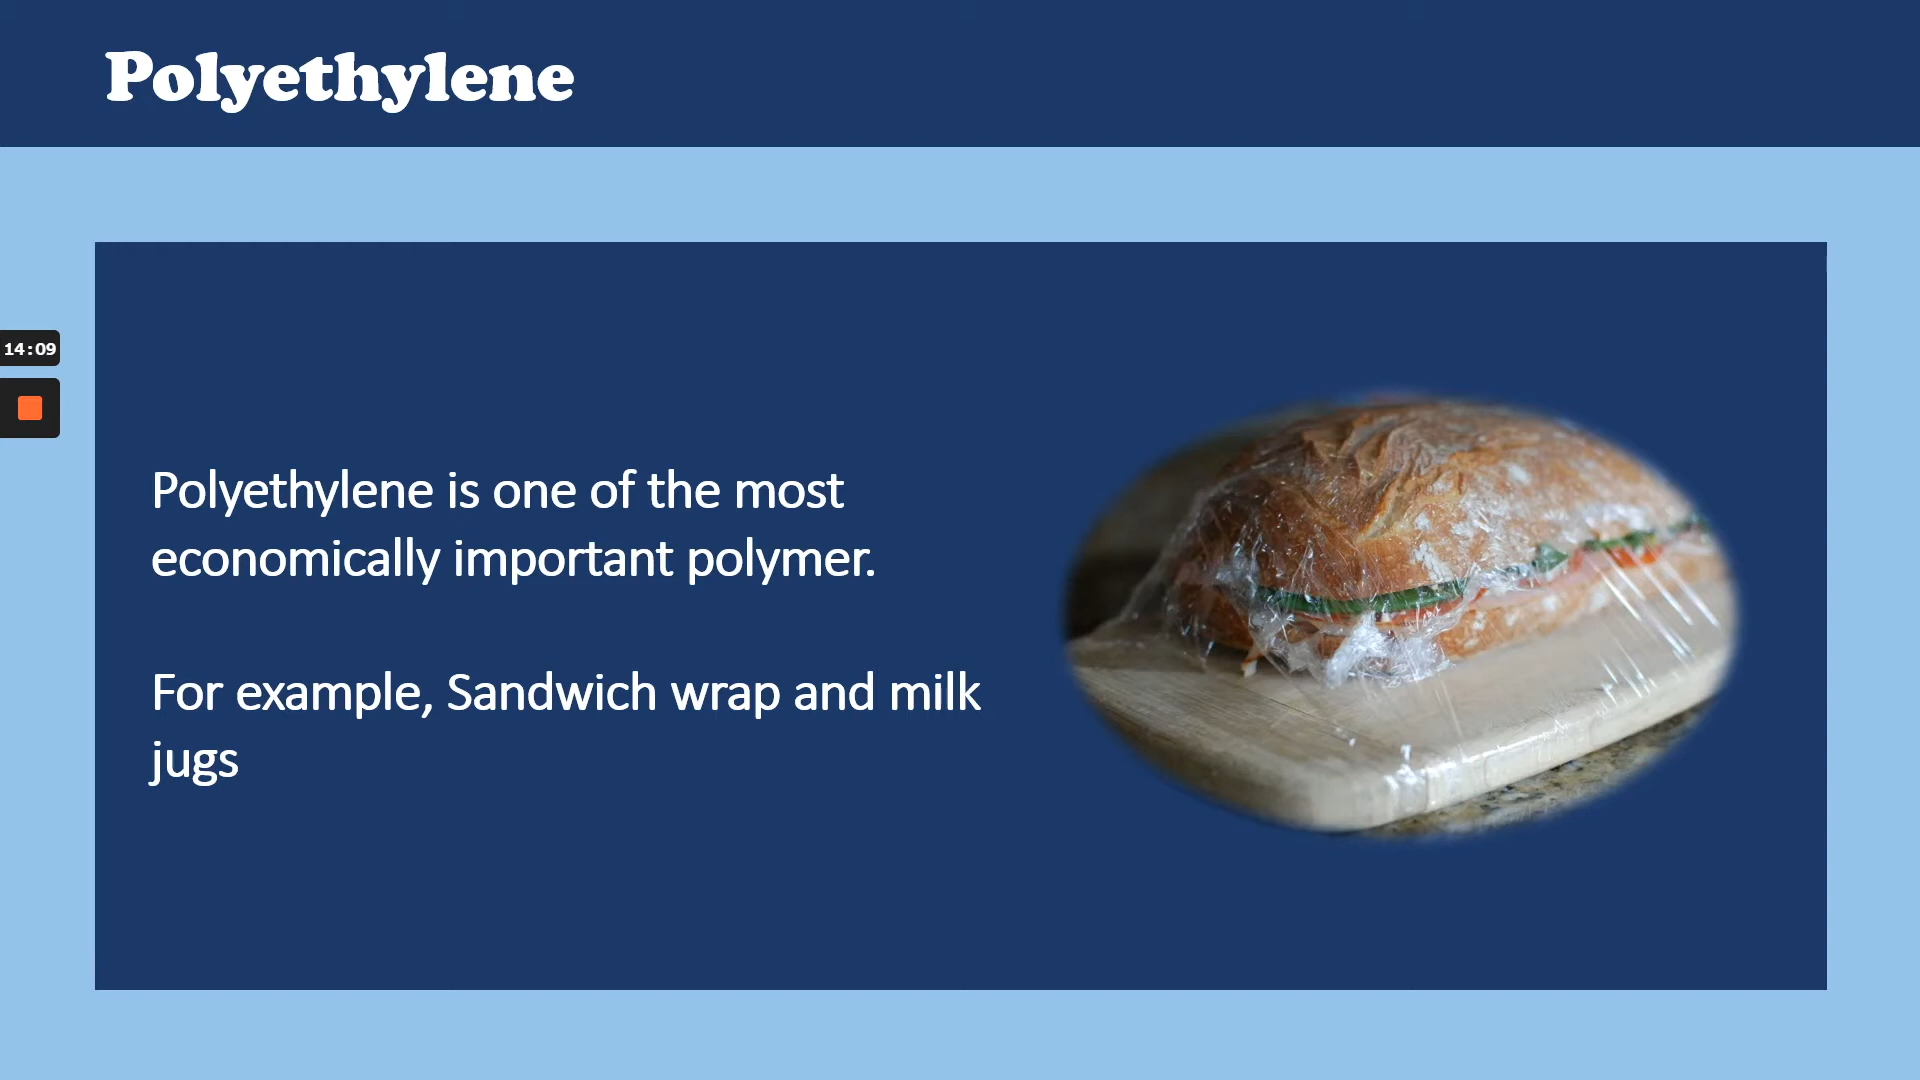 Polyethylene
14:09
Polyethylene is one of the most
economically important polymer.
For example, Sandwich wrap and milk
jugs